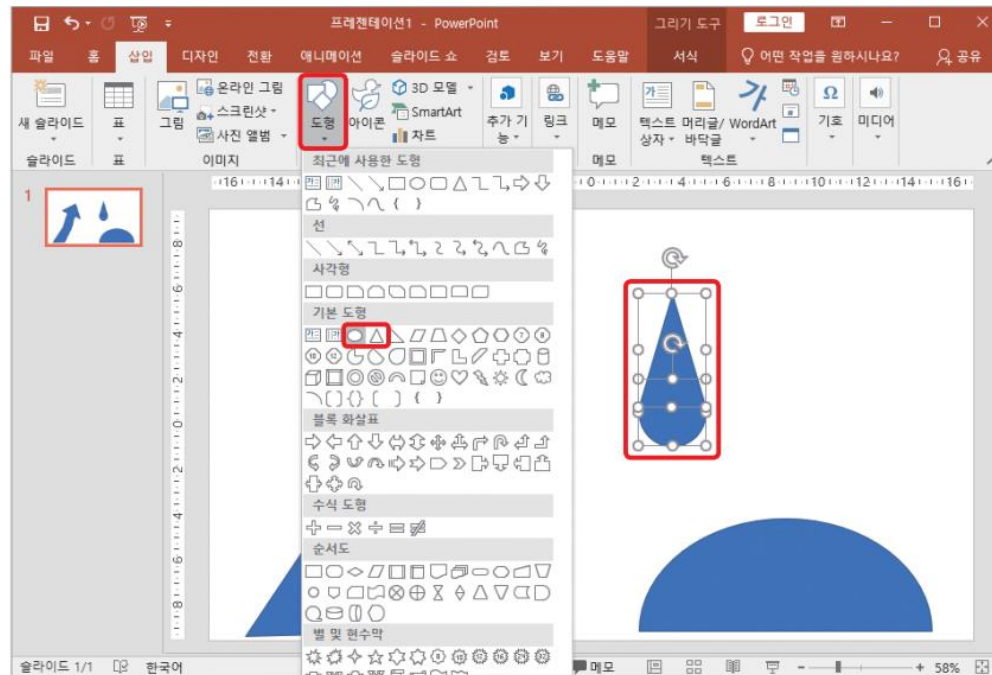 프레젠테이션1 - PowerPoint
그리기 도구
로그인
파일 홈 삽입 디자인 전환 애니메이션 슬라이드 쇼 검토 보기 도움말 서식 어떤 작업을 원하시나요? 공유
새 슬라이드
표
그림
온라인 그림
스크린샷
사진 앨범
도형
아이콘
3D 모델
SmartArt
차트
추가 기능
링크
메모
텍스트 상자
머리글/바닥글
WordArt
기호
미디어
슬라이드 표 이미지 메모 텍스트
최근에 사용한 도형
선
사각형
기본 도형
블록 화살표
수식 도형
순서도
별 및 현수막
1
슬라이드 1/1 한국어 메모 58%